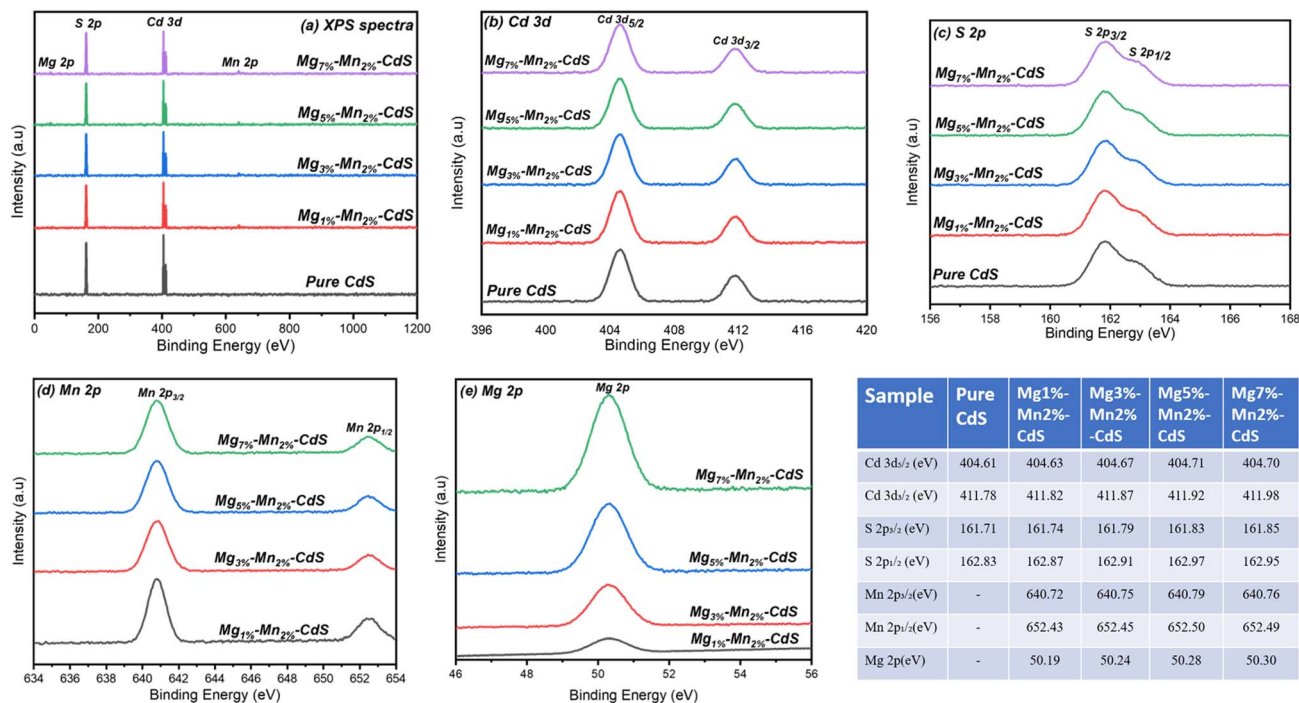 (a) XPS spectra
S 2p
Cd 3d
Mg 2p
Mn 2p
Mg7%-Mn2%-CdS
Mg5%-Mn2%-CdS
Mg3%-Mn2%-CdS
Mg1%-Mn2%-CdS
Pure CdS
Intensity (a.u)
0 200 400 600 800 1000 1200
Binding Energy (eV)
(b) Cd 3d
Cd 3d5/2
Cd 3d3/2
Mg7%-Mn2%-CdS
Mg5%-Mn2%-CdS
Mg3%-Mn2%-CdS
Mg1%-Mn2%-CdS
Pure CdS
Intensity (a.u)
396 400 404 408 412 416 420
Binding Energy (eV)
(c) S 2p
S 2p3/2
S 2p1/2
Mg7%-Mn2%-CdS
Mg5%-Mn2%-CdS
Mg3%-Mn2%-CdS
Mg1%-Mn2%-CdS
Pure CdS
Intensity (a.u)
156 158 160 162 164 166 168
Binding Energy (eV)
(d) Mn 2p
Mn 2p3/2
Mn 2p1/2
Mg7%-Mn2%-CdS
Mg5%-Mn2%-CdS
Mg3%-Mn2%-CdS
Mg1%-Mn2%-CdS
Intensity (a.u)
634 636 638 640 642 644 646 648 650 652 654
Binding Energy (eV)
(e) Mg 2p
Mg 2p
Mg7%-Mn2%-CdS
Mg5%-Mn2%-CdS
Mg3%-Mn2%-CdS
Mg1%-Mn2%-CdS
Intensity (a.u)
46 48 50 52 54 56
Binding Energy (eV)
Sample Pure Mg1%- Mg3%- Mg5%- Mg7%-
CdS Mn2%- Mn2% Mn2%- Mn2%-
CdS -CdS CdS CdS
Cd 3d5/2 (eV) 404.61 404.63 404.67 404.71 404.70
Cd 3d3/2 (eV) 411.78 411.82 411.87 411.92 411.98
S 2p3/2 (eV) 161.71 161.74 161.79 161.83 161.85
S 2p1/2 (eV) 162.83 162.87 162.91 162.97 162.95
Mn 2p3/2(eV) - 640.72 640.75 640.79 640.76
Mn 2p1/2(eV) - 652.43 652.45 652.50 652.49
Mg 2p(eV) - 50.19 50.24 50.28 50.30